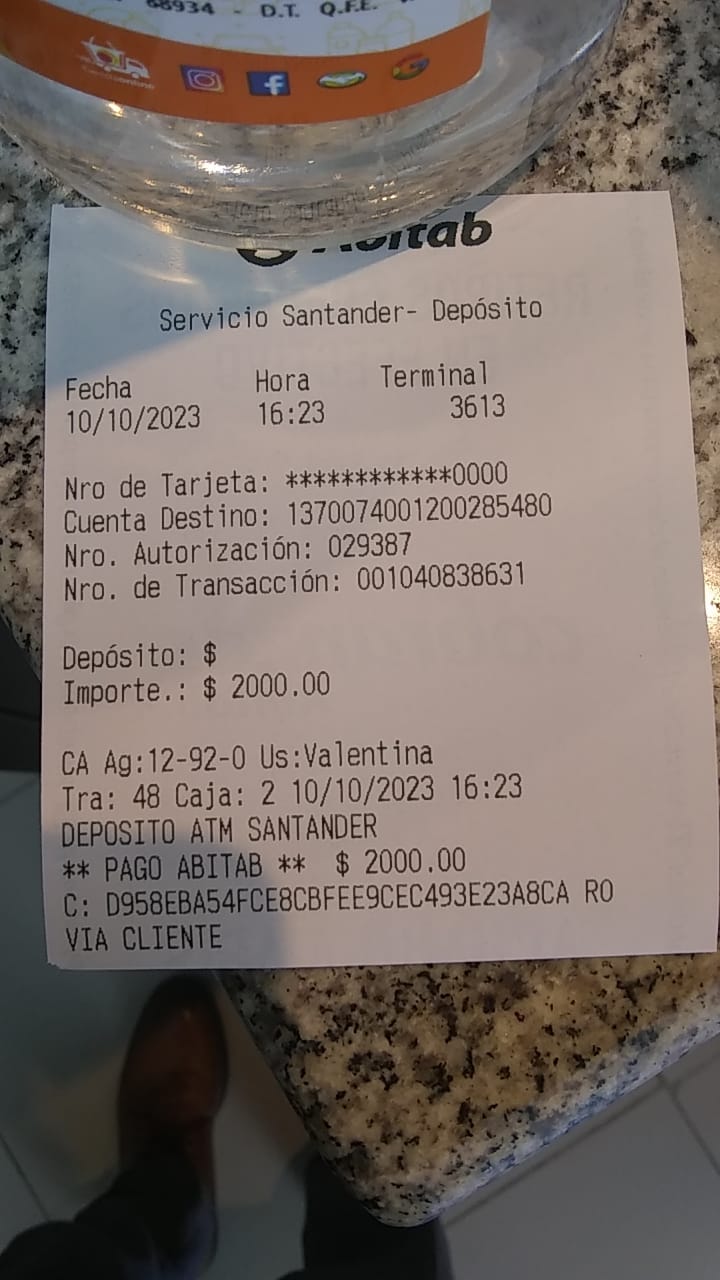 68934 - D.T. Q.F.E.
Abitab
Servicio Santander- Depósito
Fecha Hora Terminal
10/10/2023 16:23 3613
Nro de Tarjeta: ************0000
Cuenta Destino: 1370074001200285480
Nro. Autorización: 029387
Nro. de Transacción: 001040838631
Depósito: $
Importe.: $ 2000.00
CA Ag:12-92-0 Us:Valentina
Tra: 48 Caja: 2 10/10/2023 16:23
DEPOSITO ATM SANTANDER
** PAGO ABITAB ** $ 2000.00
C: D958EBA54FCE8CBFEE9CEC493E23A8CA RO
VIA CLIENTE